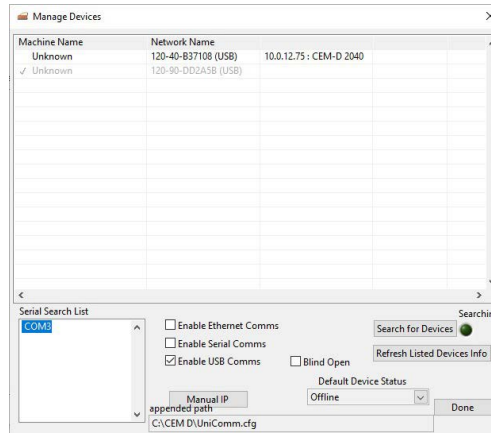 Manage Devices
Machine Name Network Name
Unknown 120-40-B37108 (USB) 10.0.12.75 : CEM-D 2040
✓ Unknown 120-90-DD2A5B (USB)
Serial Search List
COM3
Enable Ethernet Comms
Enable Serial Comms
Enable USB Comms
Blind Open
Manual IP
appended path
C:\CEM D\UniComm.cfg
Searchin
Search for Devices
Refresh Listed Devices Info
Default Device Status
Offline
Done